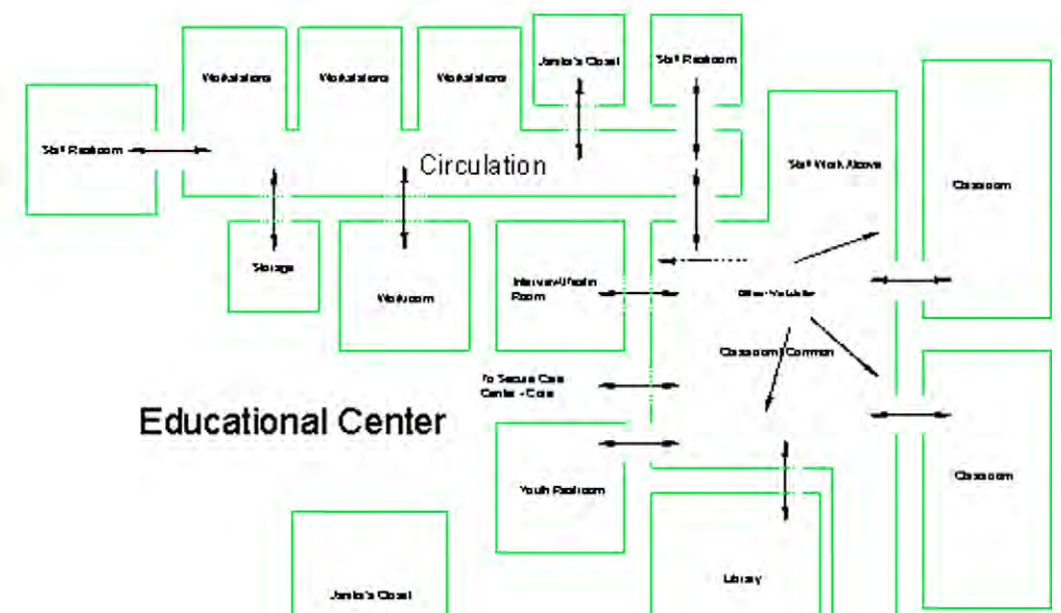 Workstations
Workstations
Workstations
Janitor's Closet
Staff Restroom
Staff Restroom
Circulation
Staff Work Alcove
Classroom
Storage
Workroom
Interview/
Room
Classroom Common
To Secure Care
Center - Core
Educational Center
Youth Restroom
Classroom
Janitor's Closet
Library